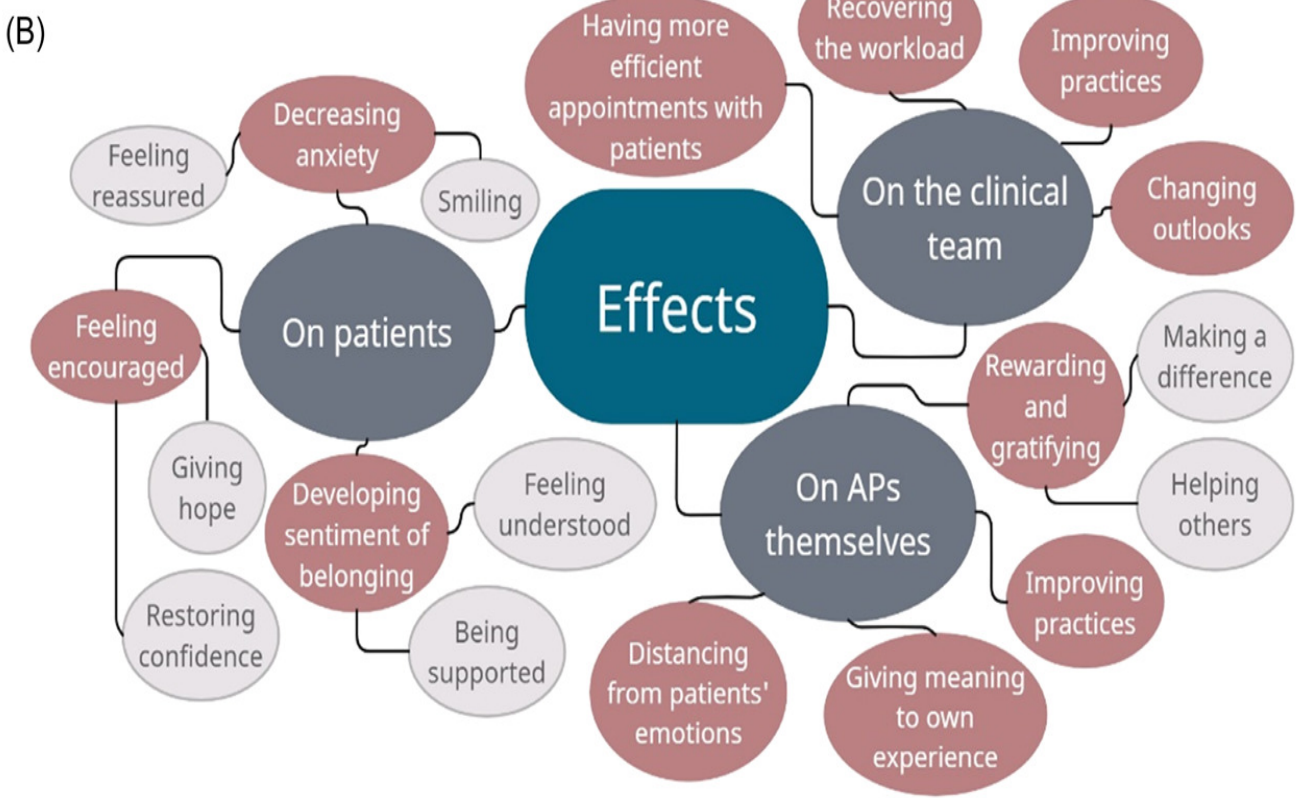 (B)
Having more
efficient
appointments with
patients
Recovering
the workload
Improving
practices
Decreasing
anxiety
Feeling
reassured
Smiling
On the clinical
team
Changing
outlooks
Effects
On patients
Feeling
encouraged
Giving
hope
Restoring
confidence
Developing
sentiment of
belonging
Feeling
understood
Being
supported
Rewarding
and
gratifying
Making a
difference
Helping
others
On APs
themselves
Improving
practices
Distancing
from patients'
emotions
Giving meaning
to own
experience